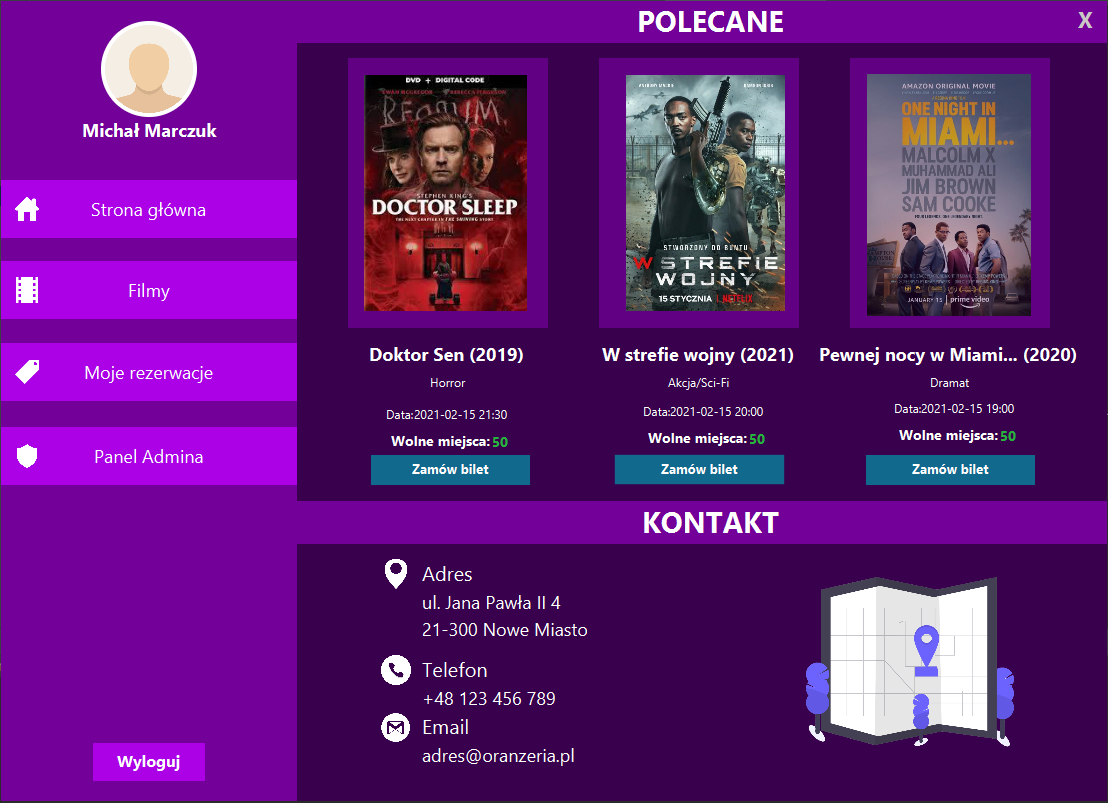 POLECANE
X
Michał Marczuk
Strona główna
Filmy
Moje rezerwacje
Panel Admina
Wyloguj
DVD + DIGITAL CODE
EWAN MCGREGOR REBECCA FERGUSON
REDRUM
STEPHEN KING'S
DOCTOR SLEEP
THE NEXT CHAPTER IN THE SHINING STORY
Doktor Sen (2019)
Horror
Data:2021-02-15 21:30
Wolne miejsca:50
Zamów bilet
STWORZONY DO BUNTU
W STREFIE
WOJNY
15 STYCZNIA | NETFLIX
W strefie wojny (2021)
Akcja/Sci-Fi
Data:2021-02-15 20:00
Wolne miejsca:50
Zamów bilet
AMAZON ORIGINAL MOVIE
ONE NIGHT IN
MIAMI...
MALCOLM X
MUHAMMAD ALI
JIM BROWN
SAM COOKE
JANUARY 15 | prime video
Pewnej nocy w Miami... (2020)
Dramat
Data:2021-02-15 19:00
Wolne miejsca:50
Zamów bilet
KONTAKT
Adres
ul. Jana Pawła II 4
21-300 Nowe Miasto
Telefon
+48 123 456 789
Email
adres@oranzeria.pl